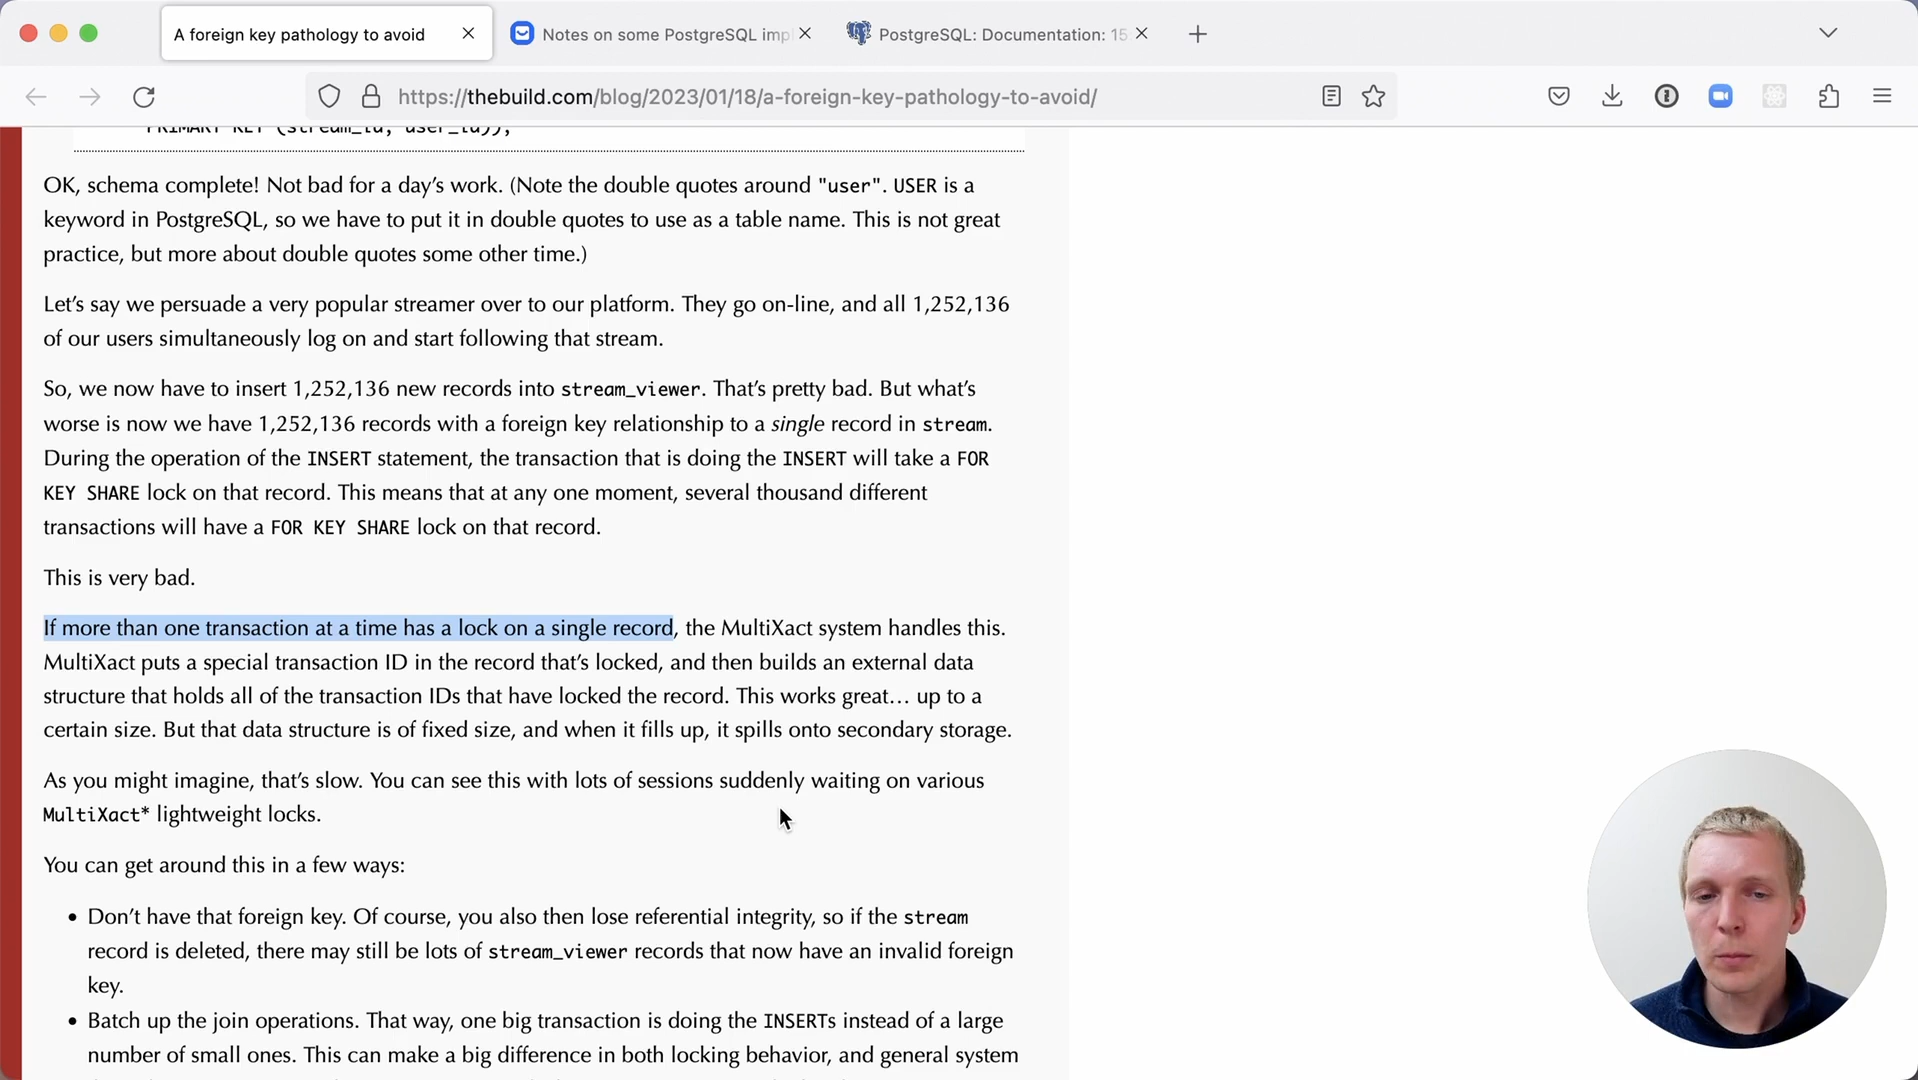 A foreign key pathology to avoid
Notes on some PostgreSQL imp
PostgreSQL: Documentation: 15
https://thebuild.com/blog/2023/01/18/a-foreign-key-pathology-to-avoid/
PRIMARY KEY (stream_id, user_id));
OK, schema complete! Not bad for a day’s work. (Note the double quotes around "user". USER is a
keyword in PostgreSQL, so we have to put it in double quotes to use as a table name. This is not great
practice, but more about double quotes some other time.)
Let’s say we persuade a very popular streamer over to our platform. They go on-line, and all 1,252,136
of our users simultaneously log on and start following that stream.
So, we now have to insert 1,252,136 new records into stream_viewer. That’s pretty bad. But what’s
worse is now we have 1,252,136 records with a foreign key relationship to a single record in stream.
During the operation of the INSERT statement, the transaction that is doing the INSERT will take a FOR
KEY SHARE lock on that record. This means that at any one moment, several thousand different
transactions will have a FOR KEY SHARE lock on that record.
This is very bad.
If more than one transaction at a time has a lock on a single record, the MultiXact system handles this.
MultiXact puts a special transaction ID in the record that’s locked, and then builds an external data
structure that holds all of the transaction IDs that have locked the record. This works great… up to a
certain size. But that data structure is of fixed size, and when it fills up, it spills onto secondary storage.
As you might imagine, that’s slow. You can see this with lots of sessions suddenly waiting on various
MultiXact* lightweight locks.
You can get around this in a few ways:
• Don’t have that foreign key. Of course, you also then lose referential integrity, so if the stream
record is deleted, there may still be lots of stream_viewer records that now have an invalid foreign
key.
• Batch up the join operations. That way, one big transaction is doing the INSERTs instead of a large
number of small ones. This can make a big difference in both locking behavior, and general system